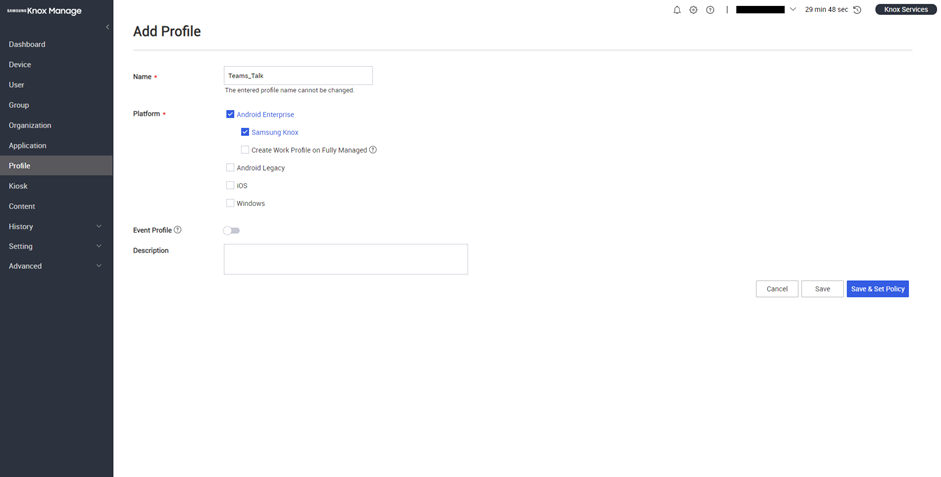 SAMSUNG Knox Manage
29 min 48 sec
Knox Services
Dashboard
Device
User
Group
Organization
Application
Profile
Kiosk
Content
History
Setting
Advanced
Add Profile
Name *
Teams_Talk
The entered profile name cannot be changed.
Platform *
Android Enterprise
Samsung Knox
Create Work Profile on Fully Managed ?
Android Legacy
iOS
Windows
Event Profile ?
Description
Cancel
Save
Save & Set Policy